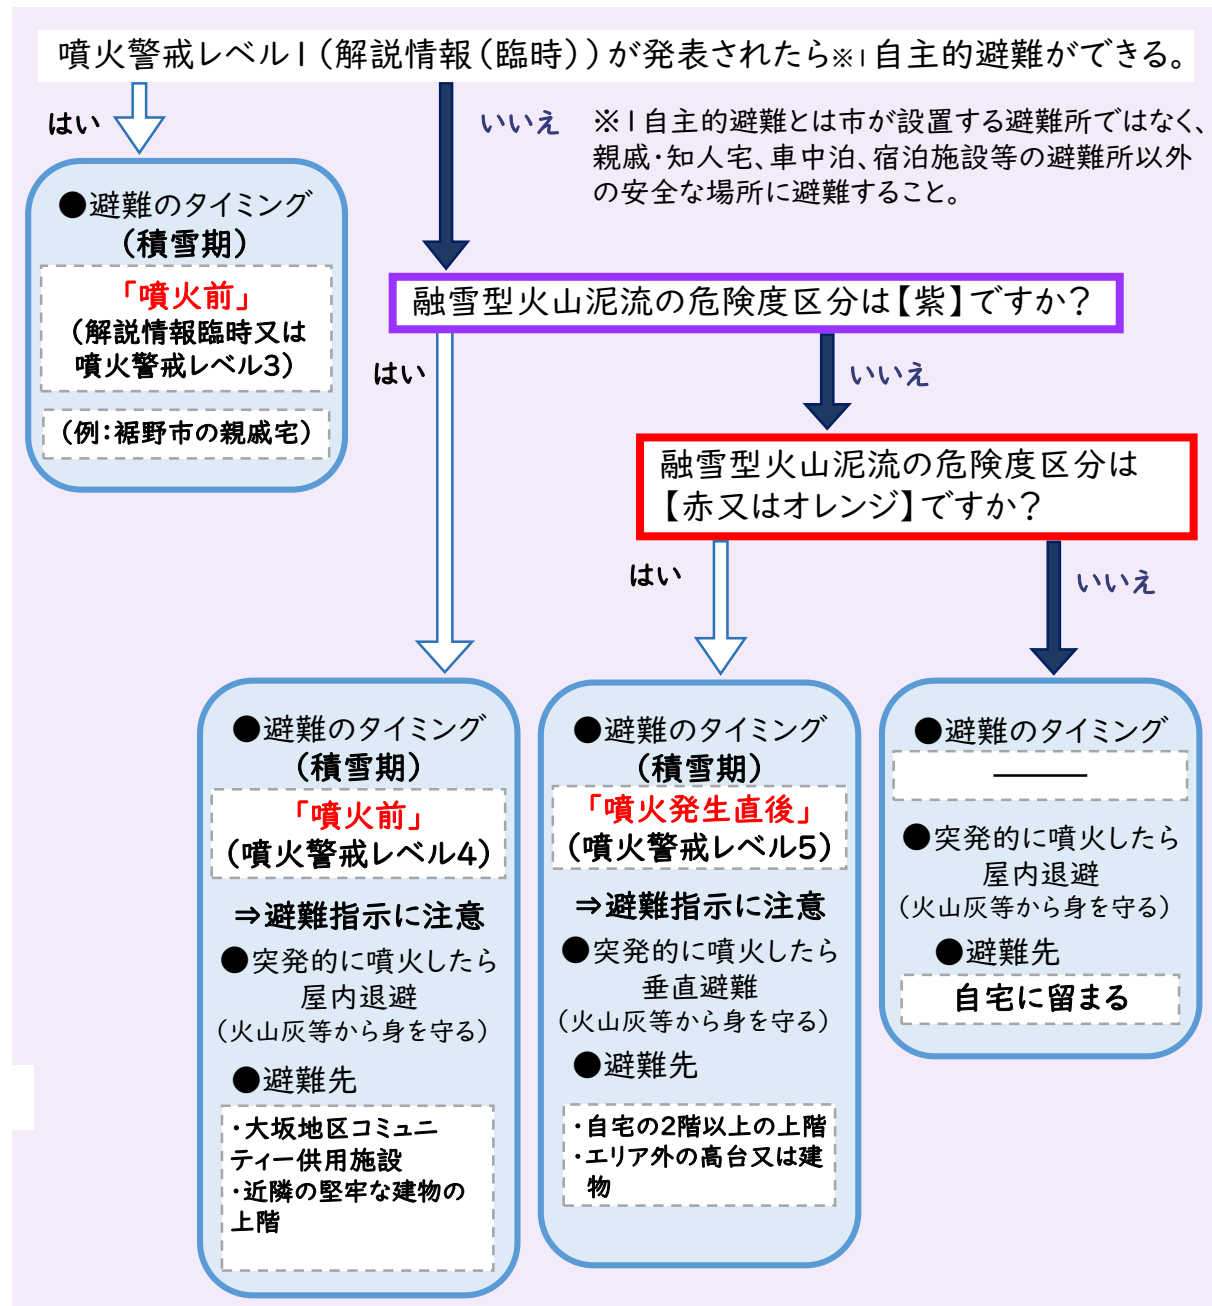 噴火警戒レベル1(解説情報(臨時))が発表されたら※1自主的避難ができる。
はい
いいえ
※1自主的避難とは市が設置する避難所ではなく、
親戚・知人宅、車中泊、宿泊施設等の避難所以外
の安全な場所に避難すること。
●避難のタイミング
(積雪期)
「噴火前」
(解説情報臨時又は
噴火警戒レベル3)
(例:裾野市の親戚宅)
融雪型火山泥流の危険度区分は【紫】ですか?
はい
いいえ
融雪型火山泥流の危険度区分は
【赤又はオレンジ】ですか?
はい
いいえ
●避難のタイミング
(積雪期)
「噴火前」
(噴火警戒レベル4)
⇒避難指示に注意
●突発的に噴火したら
屋内退避
(火山灰等から身を守る)
●避難先
・大坂地区コミュニ
ティー供用施設
・近隣の堅牢な建物の
上階
●避難のタイミング
(積雪期)
「噴火発生直後」
(噴火警戒レベル5)
⇒避難指示に注意
●突発的に噴火したら
垂直避難
(火山灰等から身を守る)
●避難先
・自宅の2階以上の上階
・エリア外の高台又は建
物
●避難のタイミング
———
●突発的に噴火したら
屋内退避
(火山灰等から身を守る)
●避難先
自宅に留まる